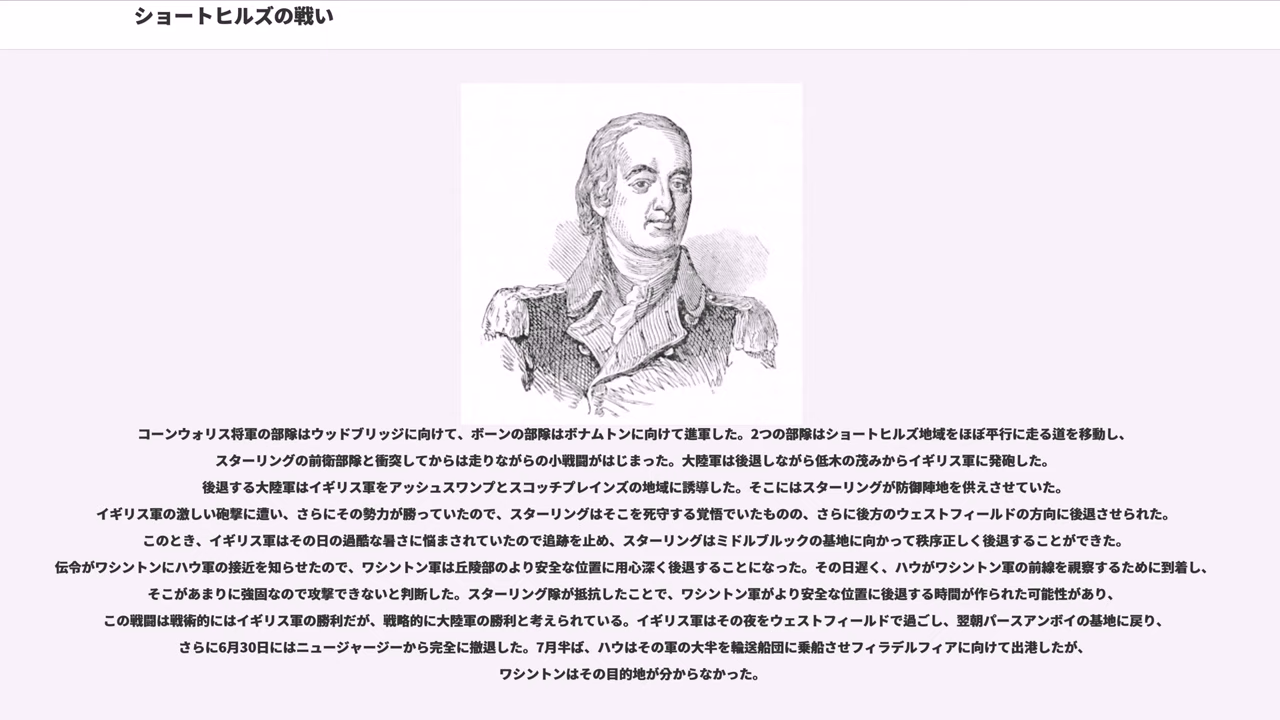 ショートヒルズの戦い
コーンウォリス将軍の部隊はウッドブリッジに向けて、ボーンの部隊はボナムトンに向けて進軍した。2つの部隊はショートヒルズ地域をほぼ平行に走る道を移動し、
スターリングの前衛部隊と衝突してからは走りながらの小戦闘がはじまった。大陸軍は後退しながら低木の茂みからイギリス軍に発砲した。
後退する大陸軍はイギリス軍をアッシュスワンプとスコッチプレインズの地域に誘導した。そこにはスターリングが防御陣地を供えさせていた。
イギリス軍の激しい砲撃に遭い、さらにその勢力が勝っていたので、スターリングはそこを死守する覚悟でいたものの、さらに後方のウェストフィールドの方向に後退させられた。
このとき、イギリス軍はその日の過酷な暑さに悩まされていたので追跡を止め、スターリングはミドルブルックの基地に向かって秩序正しく後退することができた。
伝令がワシントンにハウ軍の接近を知らせたので、ワシントン軍は丘陵部のより安全な位置に用心深く後退することになった。その日遅く、ハウがワシントン軍の前線を視察するために到着し、
そこがあまりに強固なので攻撃できないと判断した。スターリング隊が抵抗したことで、ワシントン軍がより安全な位置に後退する時間が作られた可能性があり、
この戦闘は戦術的にはイギリス軍の勝利だが、戦略的に大陸軍の勝利と考えられている。イギリス軍はその夜をウェストフィールドで過ごし、翌朝パースアンボイの基地に戻り、
さらに6月30日にはニュージャージーから完全に撤退した。7月半ば、ハウはその軍の大半を輸送船団に乗船させフィラデルフィアに向けて出港したが、
ワシントンはその目的地が分からなかった。